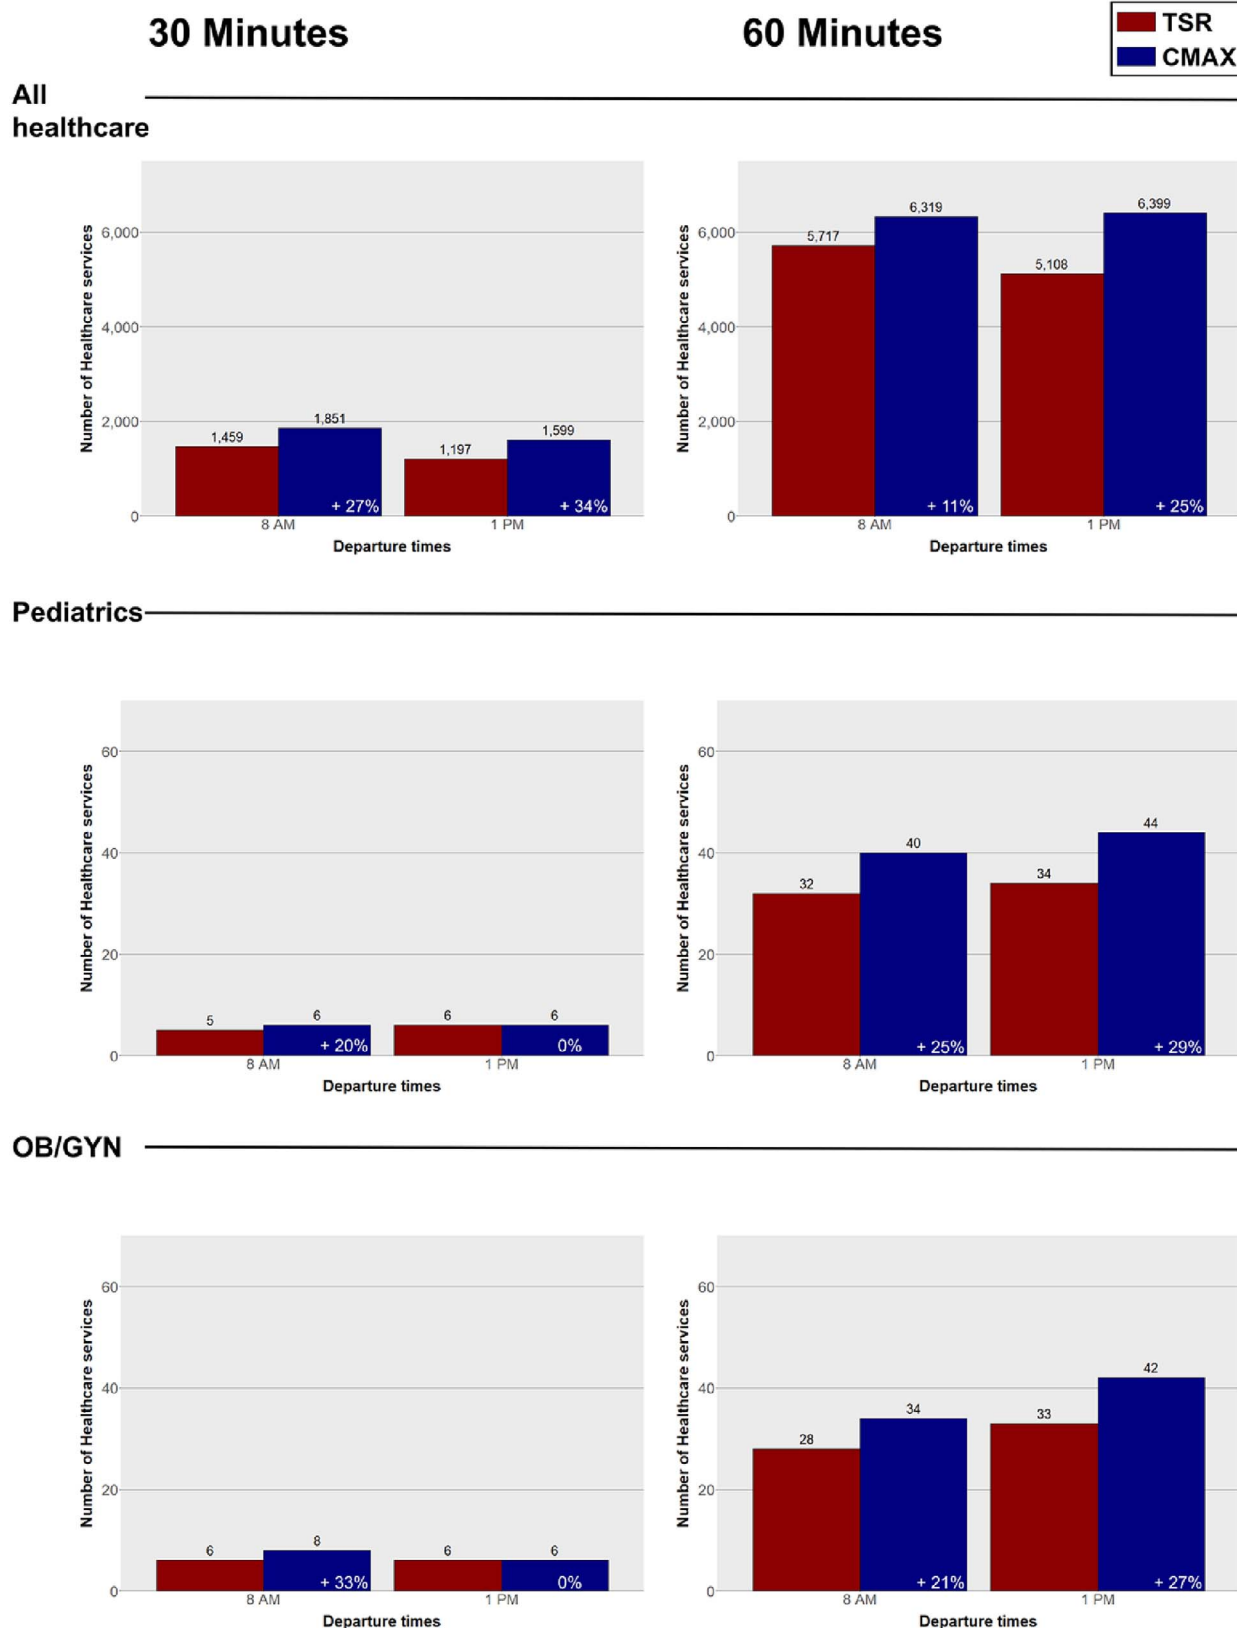 30 Minutes
60 Minutes
TSR
CMAX
All
healthcare
Number of Healthcare services
6,000
4,000
2,000
0
1,459
1,851
1,197
1,599
+ 27%
+ 34%
8 AM
1 PM
Departure times
Number of Healthcare services
6,000
4,000
2,000
0
5,717
6,319
5,108
6,399
+ 11%
+ 25%
8 AM
1 PM
Departure times
Pediatrics
Number of Healthcare services
60
40
20
0
5
6
6
6
+ 20%
0%
8 AM
1 PM
Departure times
Number of Healthcare services
60
40
20
0
32
40
34
44
+ 25%
+ 29%
8 AM
1 PM
Departure times
OB/GYN
Number of Healthcare services
60
40
20
0
6
8
6
6
+ 33%
0%
8 AM
1 PM
Departure times
Number of Healthcare services
60
40
20
0
28
34
33
42
+ 21%
+ 27%
8 AM
1 PM
Departure times